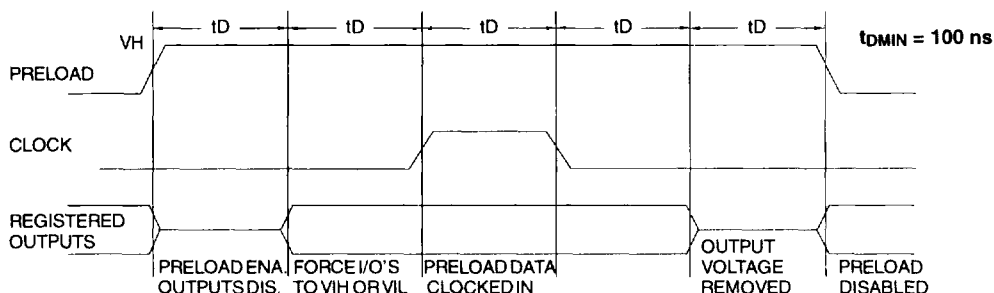 tD tD tD tD tD
VH
tDMIN = 100 ns
PRELOAD
CLOCK
REGISTERED
OUTPUTS
PRELOAD ENA.
OUTPUTS DIS.
FORCE I/O'S
TO VIH OR VIL
PRELOAD DATA
CLOCKED IN
OUTPUT
VOLTAGE
REMOVED
PRELOAD
DISABLED